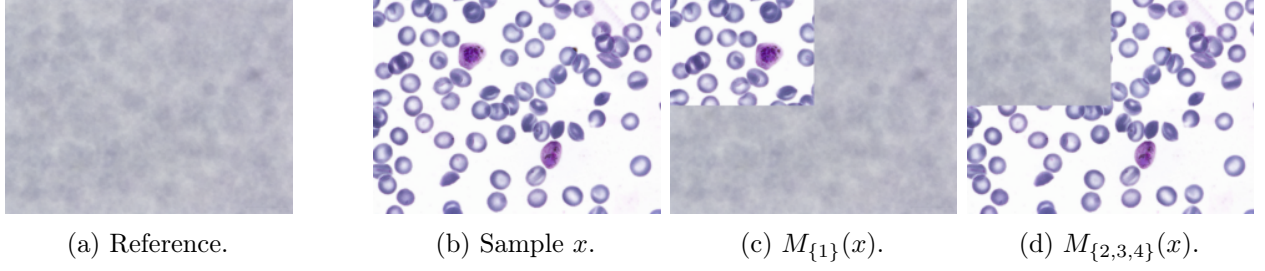 (a) Reference.
(b) Sample x.
(c) M_{1}(x).
(d) M_{2,3,4}(x).